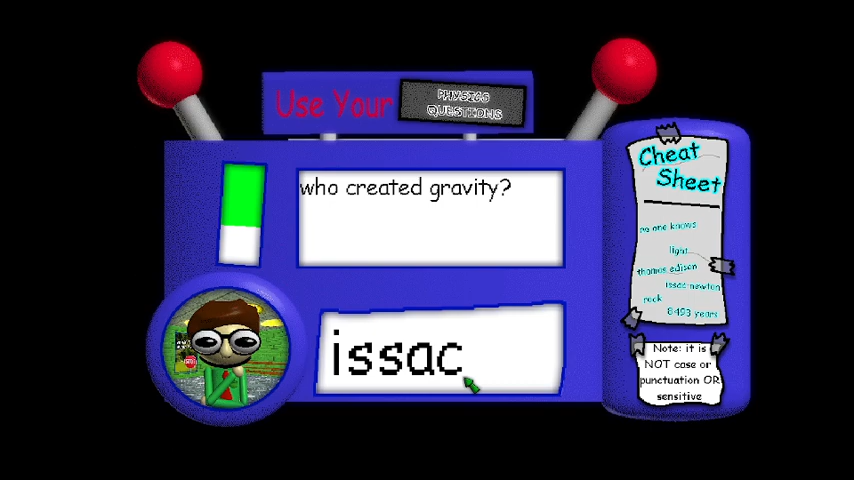 Use Your
PHYSICS
QUESTIONS
who created gravity?
issac
Cheat
Sheet
no one knows
light
thomas edison
issac newton
rock
8493 years
Note: it is
NOT case or
punctuation OR
sensitive